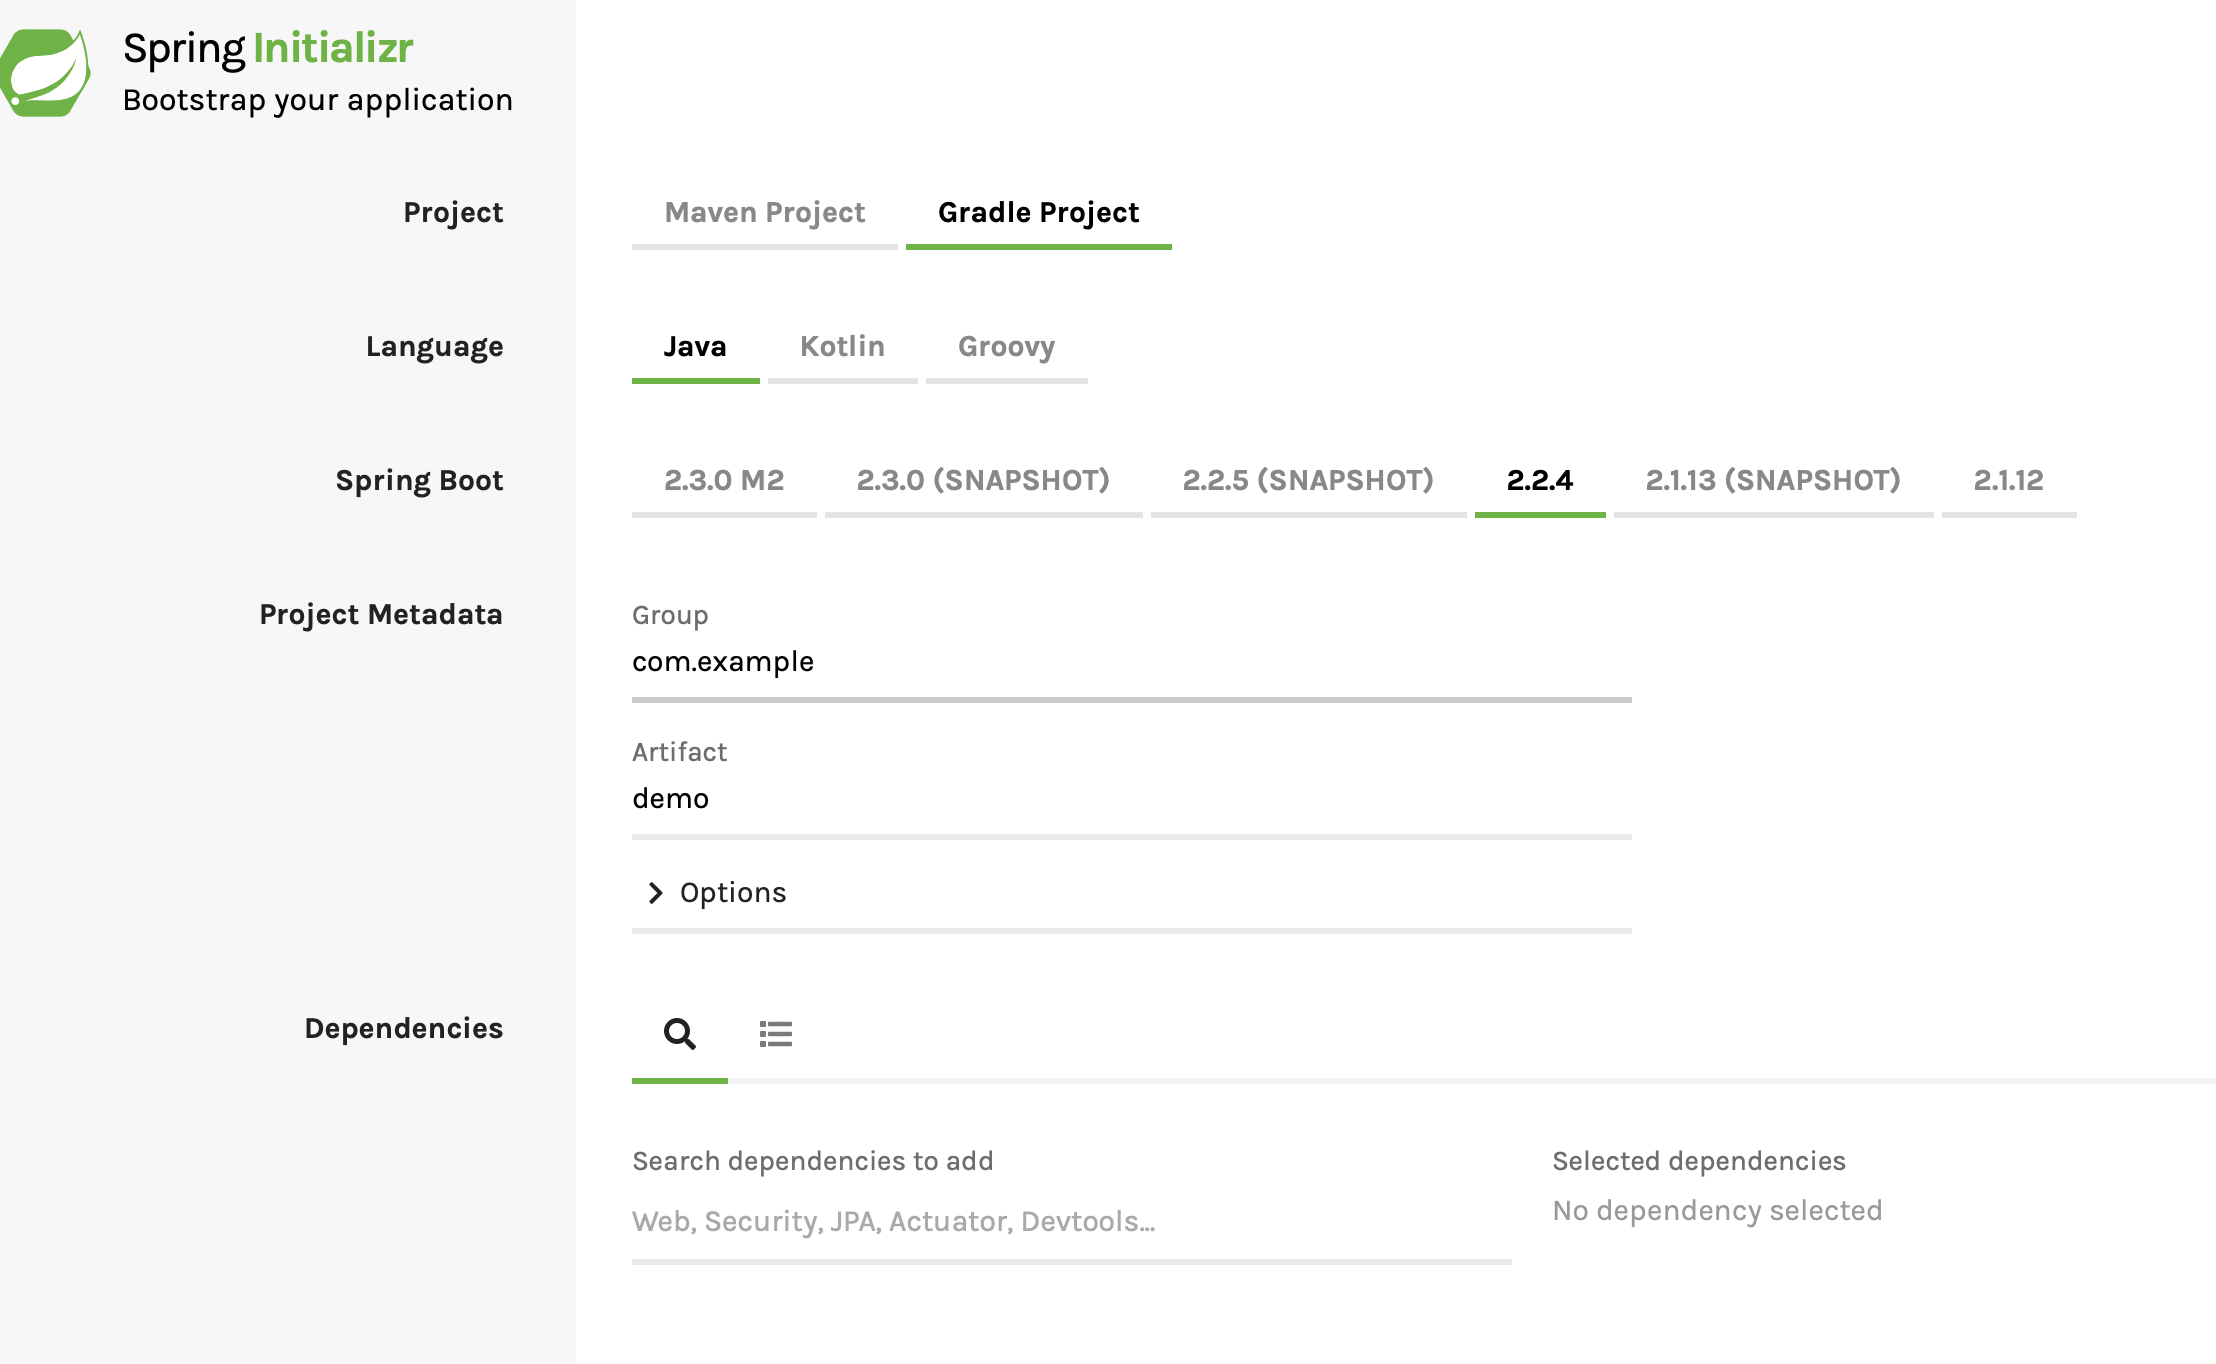 Spring Initializr
Bootstrap your application
Project
Maven Project Gradle Project
Language
Java Kotlin Groovy
Spring Boot
2.3.0 M2 2.3.0 (SNAPSHOT) 2.2.5 (SNAPSHOT) 2.2.4 2.1.13 (SNAPSHOT) 2.1.12
Project Metadata
Group
com.example
Artifact
demo
Options
Dependencies
Search dependencies to add
Web, Security, JPA, Actuator, Devtools...
Selected dependencies
No dependency selected